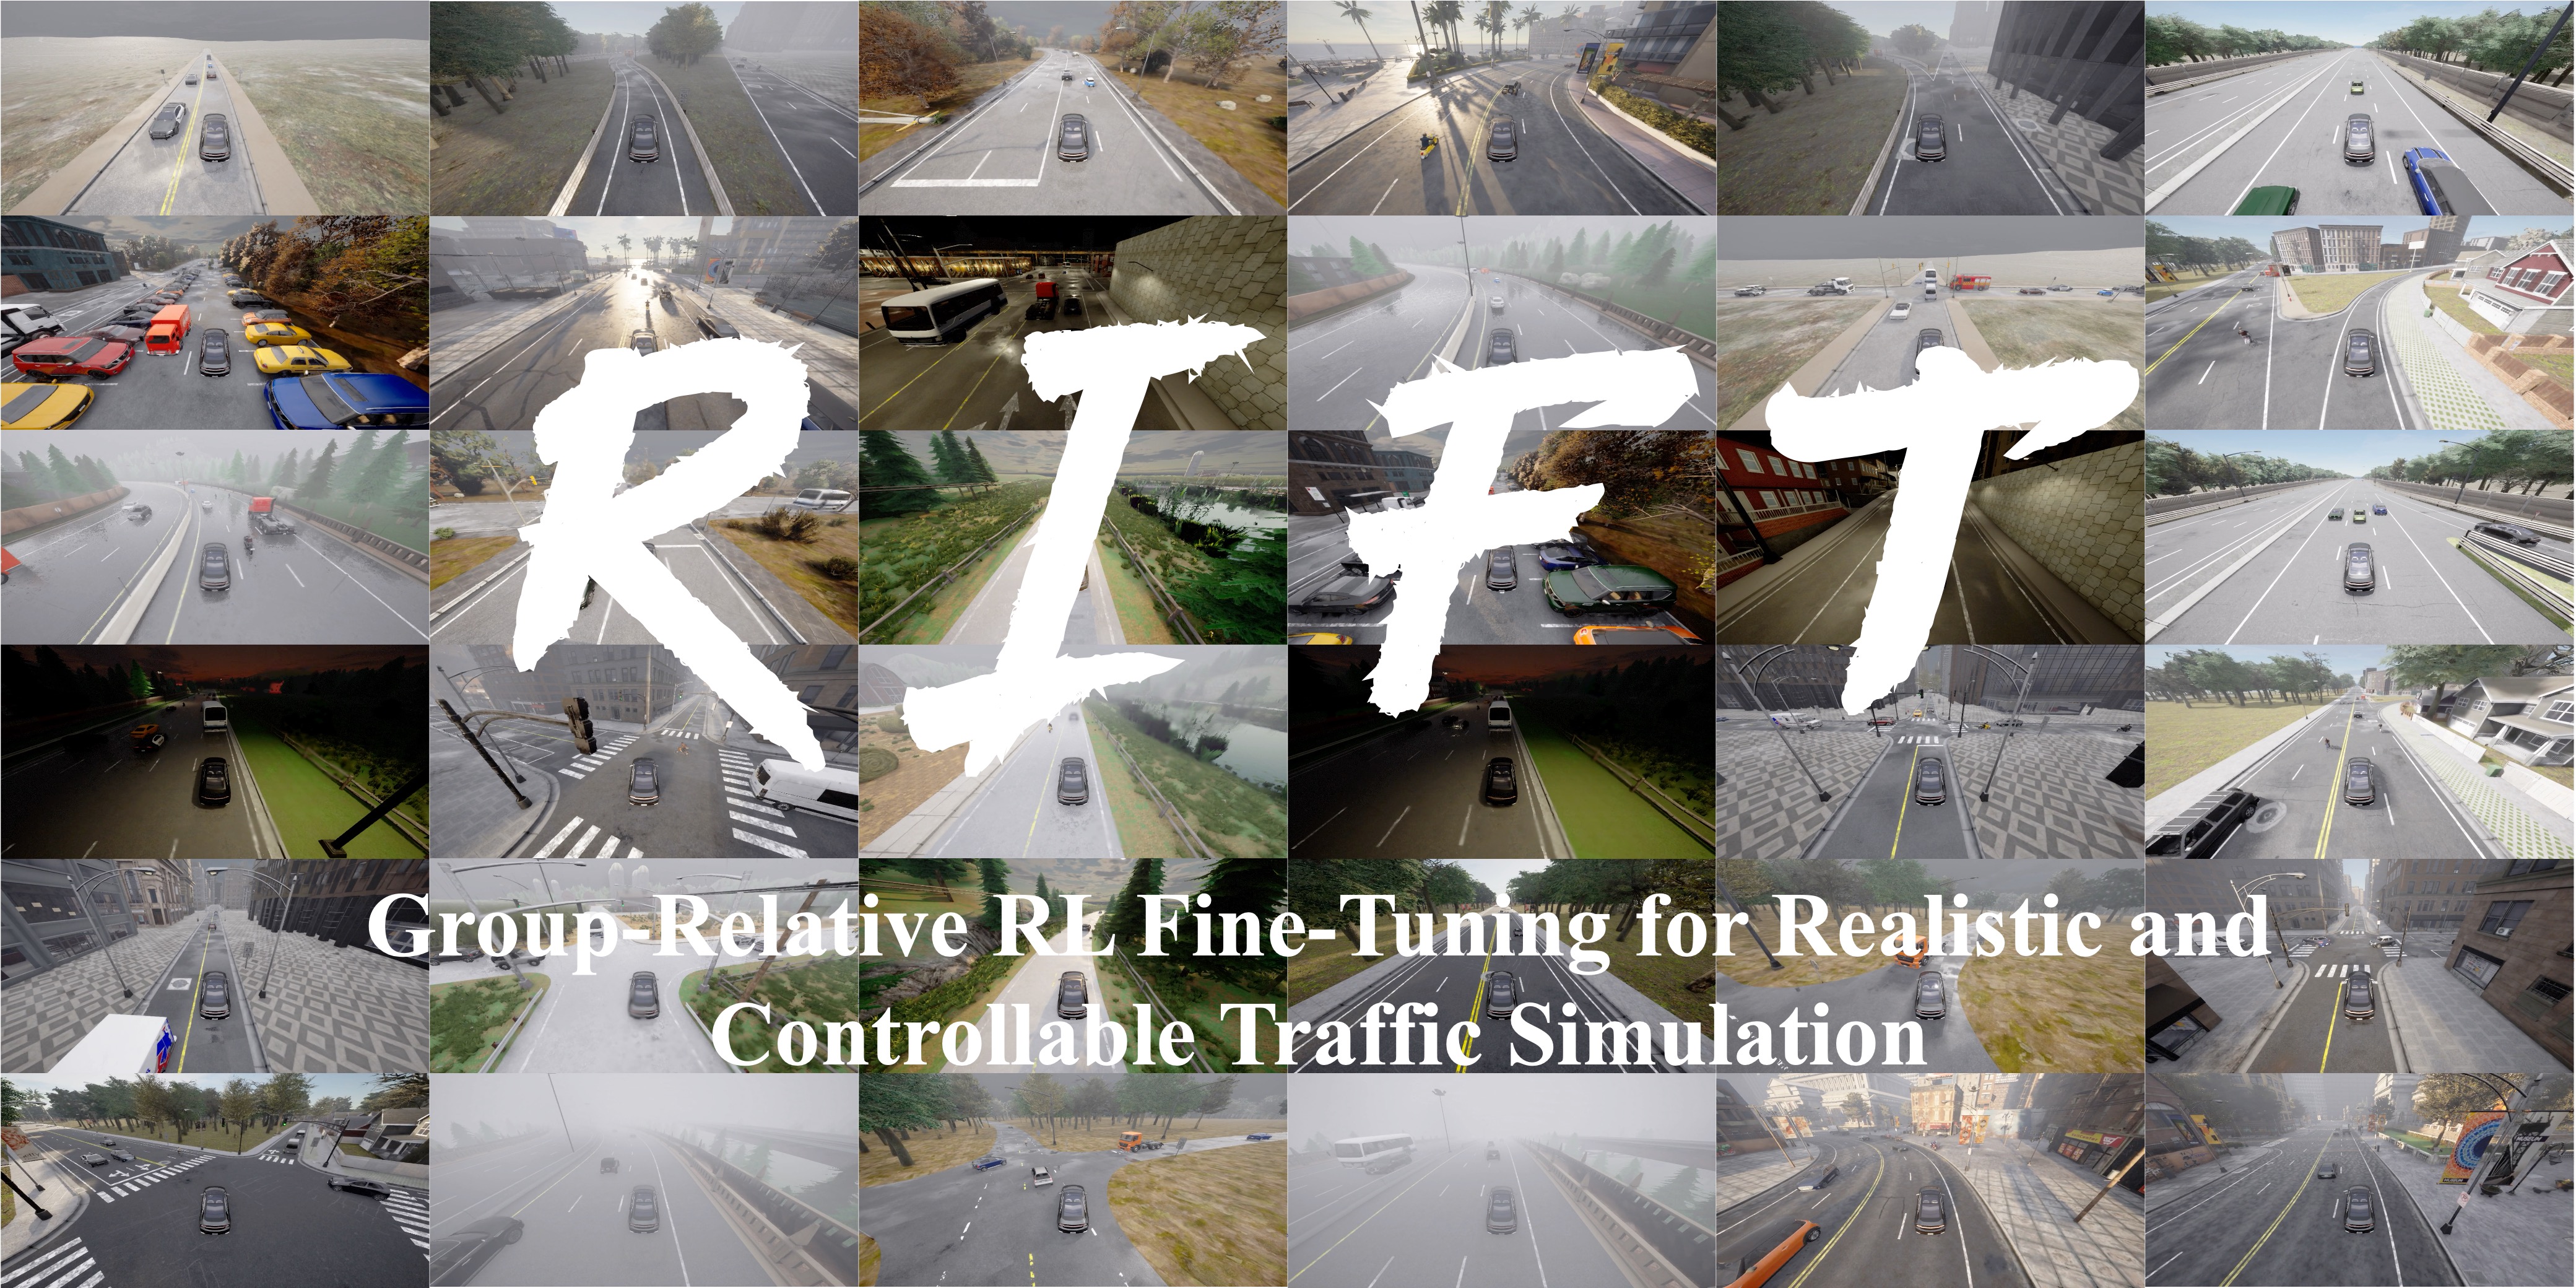 RIFT
Group-Relative RL Fine-Tuning for Realistic and
Controllable Traffic Simulation